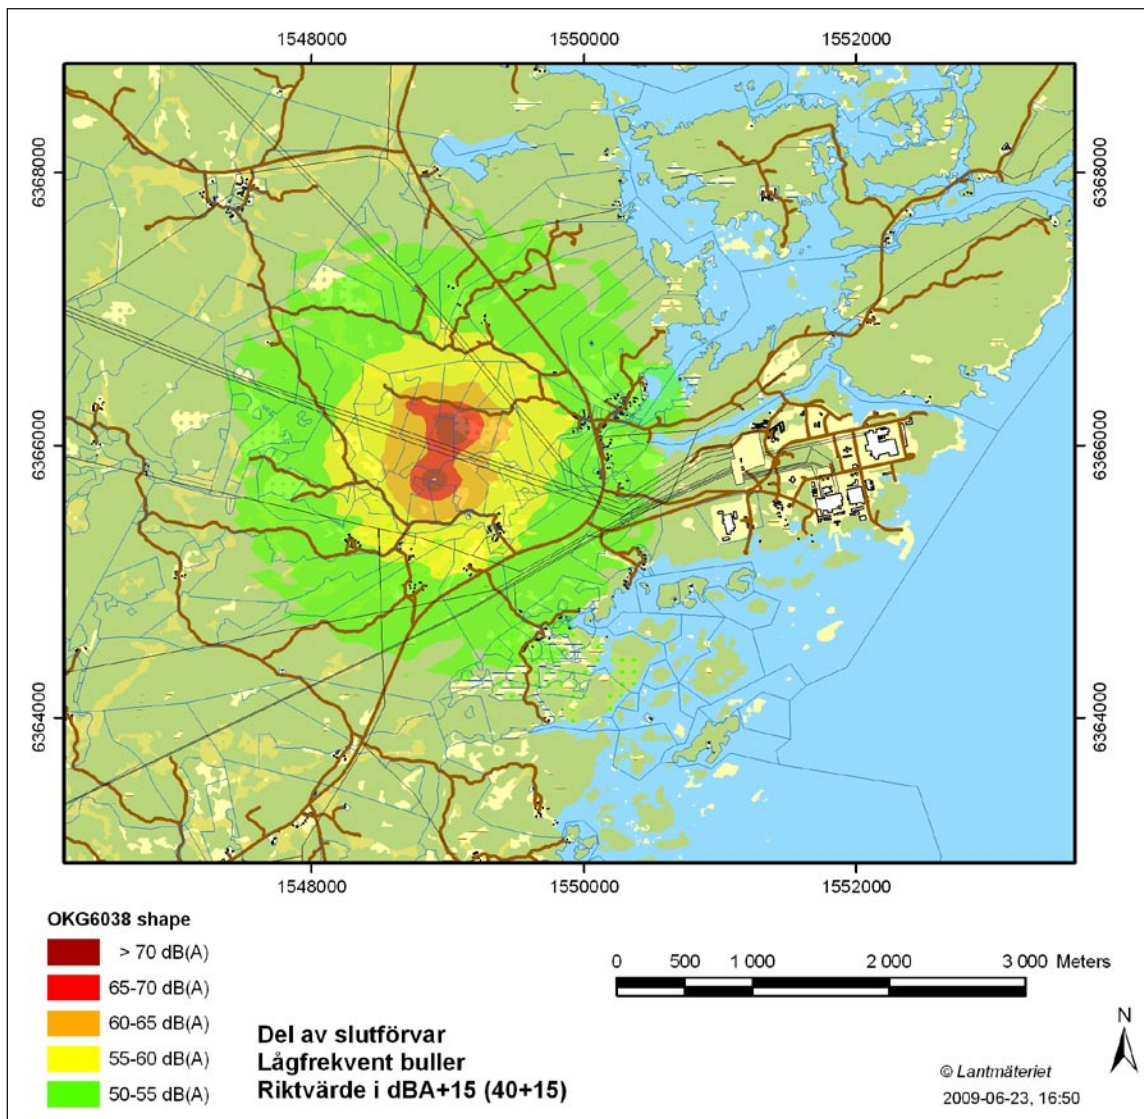 1548000 1550000 1552000
6368000 6368000
6366000 6366000
6364000 6364000
1548000 1550000 1552000
OKG6038 shape
> 70 dB(A)
65-70 dB(A)
60-65 dB(A)
55-60 dB(A)
50-55 dB(A)
Del av slutförvar
Lågfrekvent buller
Riktvärde i dBA+15 (40+15)
0 500 1 000 2 000 3 000 Meters
N
© Lantmäteriet
2009-06-23, 16:50